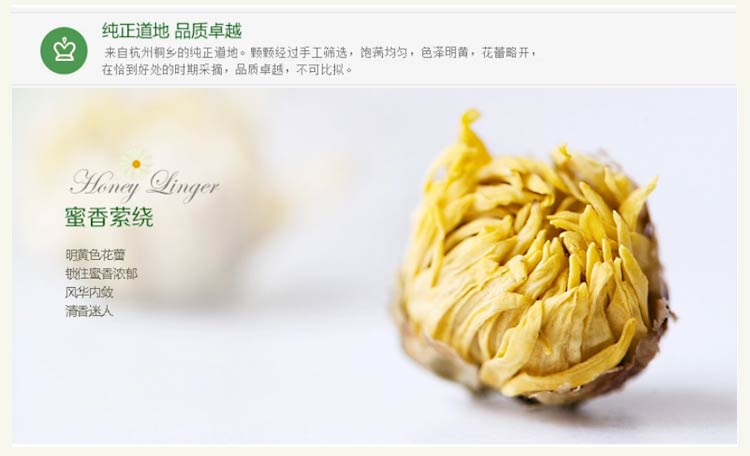 纯正道地 品质卓越
来自杭州桐乡的纯正道地。颗颗经过手工筛选，饱满均匀，色泽明黄，花蕾略开，
在恰到好处的时期采摘，品质卓越，不可比拟。
Honey Linger
蜜香萦绕
明黄色花蕾
锁住蜜香浓郁
风华内敛
清香迷人